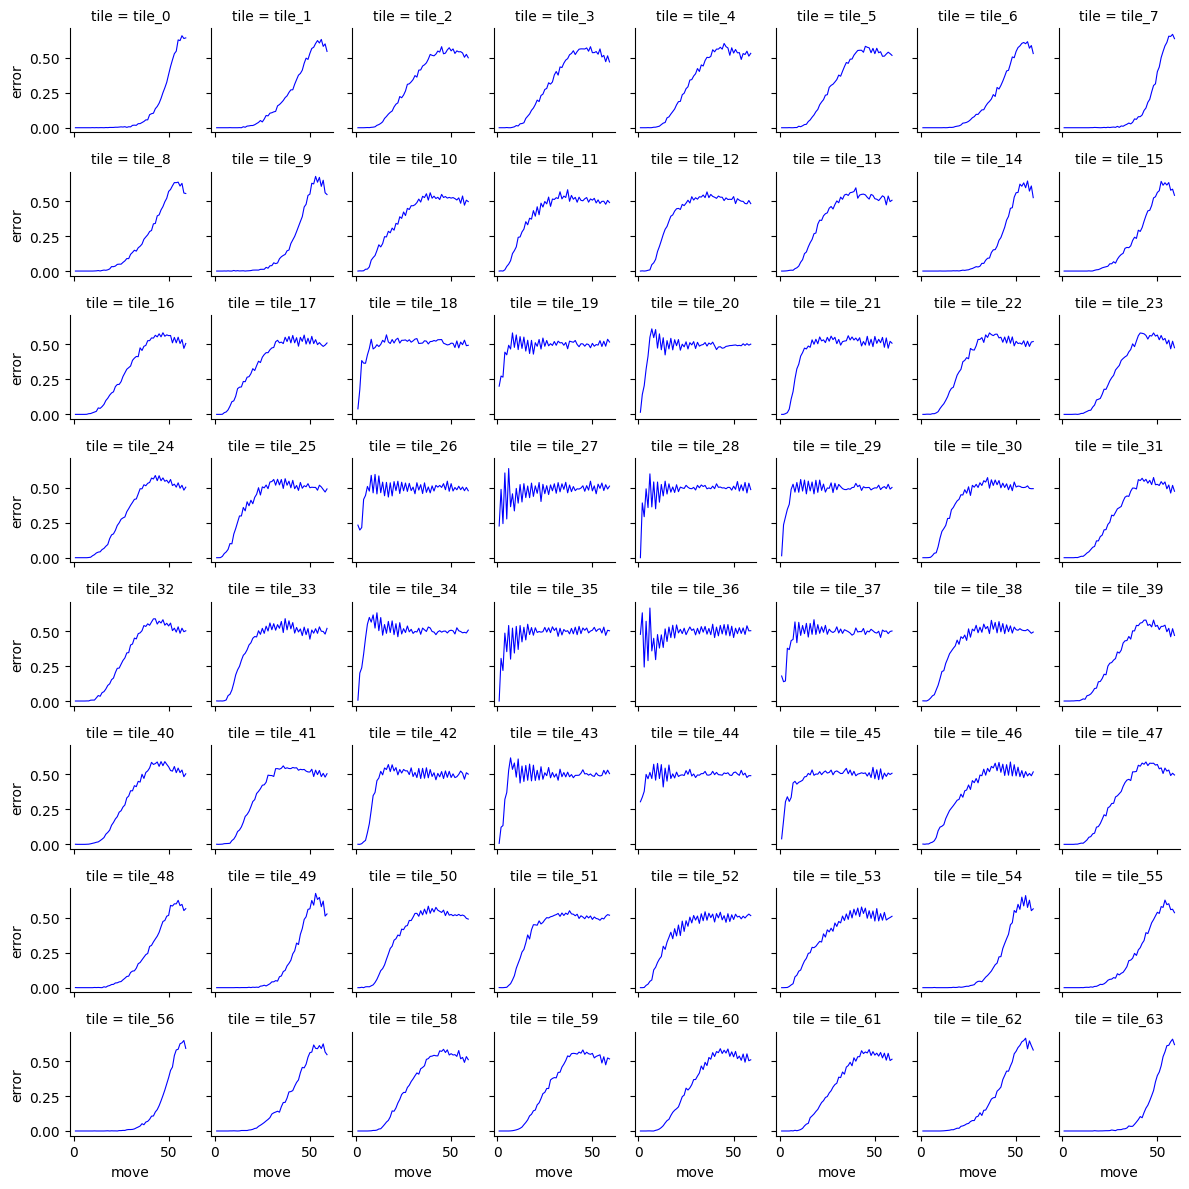 tile = tile_0 tile = tile_1 tile = tile_2 tile = tile_3 tile = tile_4 tile = tile_5 tile = tile_6 tile = tile_7
error
0.50
0.25
0.00
tile = tile_8 tile = tile_9 tile = tile_10 tile = tile_11 tile = tile_12 tile = tile_13 tile = tile_14 tile = tile_15
error
0.50
0.25
0.00
tile = tile_16 tile = tile_17 tile = tile_18 tile = tile_19 tile = tile_20 tile = tile_21 tile = tile_22 tile = tile_23
error
0.50
0.25
0.00
tile = tile_24 tile = tile_25 tile = tile_26 tile = tile_27 tile = tile_28 tile = tile_29 tile = tile_30 tile = tile_31
error
0.50
0.25
0.00
tile = tile_32 tile = tile_33 tile = tile_34 tile = tile_35 tile = tile_36 tile = tile_37 tile = tile_38 tile = tile_39
error
0.50
0.25
0.00
tile = tile_40 tile = tile_41 tile = tile_42 tile = tile_43 tile = tile_44 tile = tile_45 tile = tile_46 tile = tile_47
error
0.50
0.25
0.00
tile = tile_48 tile = tile_49 tile = tile_50 tile = tile_51 tile = tile_52 tile = tile_53 tile = tile_54 tile = tile_55
error
0.50
0.25
0.00
tile = tile_56 tile = tile_57 tile = tile_58 tile = tile_59 tile = tile_60 tile = tile_61 tile = tile_62 tile = tile_63
error
0.50
0.25
0.00
0 50 0 50 0 50 0 50 0 50 0 50 0 50 0 50
move move move move move move move move